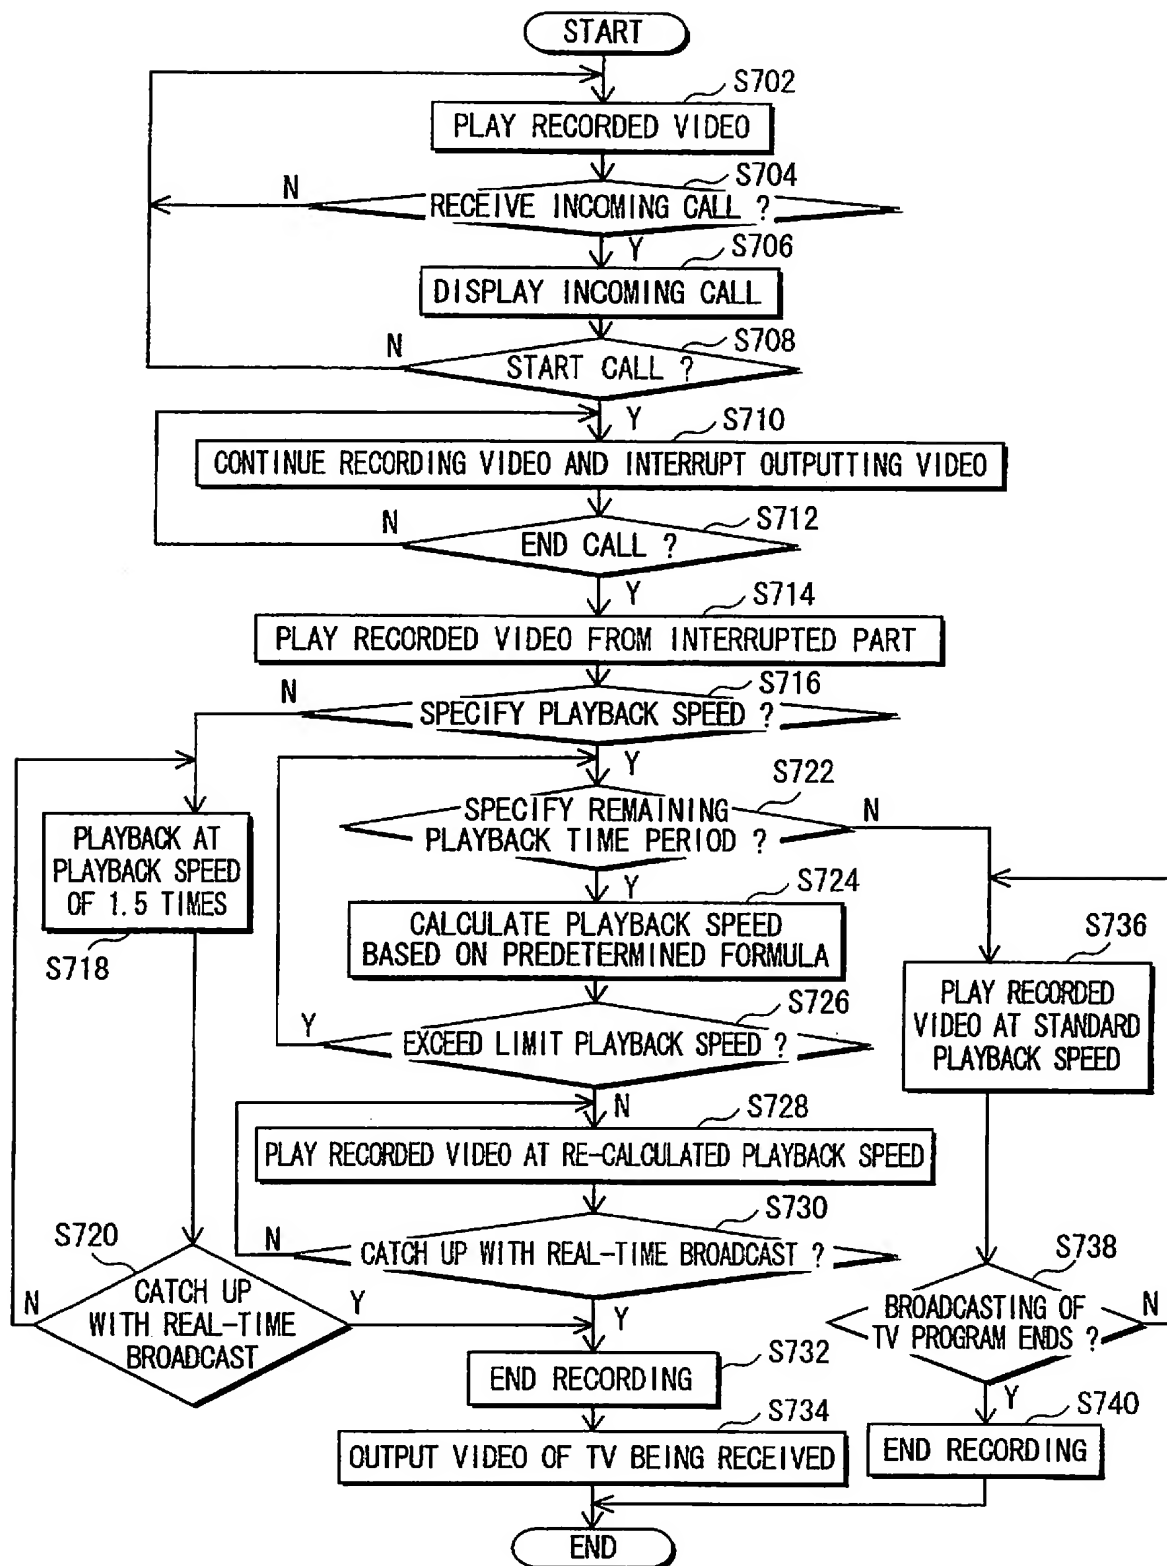 START
S702
PLAY RECORDED VIDEO
S704
N
RECEIVE INCOMING CALL ?
Y
S706
DISPLAY INCOMING CALL
S708
N
START CALL ?
Y
S710
CONTINUE RECORDING VIDEO AND INTERRUPT OUTPUTTING VIDEO
S712
N
END CALL ?
Y
S714
PLAY RECORDED VIDEO FROM INTERRUPTED PART
S716
N
SPECIFY PLAYBACK SPEED ?
Y
S722
SPECIFY REMAINING
PLAYBACK TIME PERIOD ?
N
Y
PLAYBACK AT
PLAYBACK SPEED
OF 1.5 TIMES
S718
S724
CALCULATE PLAYBACK SPEED
BASED ON PREDETERMINED FORMULA
S736
PLAY RECORDED
VIDEO AT STANDARD
PLAYBACK SPEED
S726
Y
EXCEED LIMIT PLAYBACK SPEED ?
N
S728
PLAY RECORDED VIDEO AT RE-CALCULATED PLAYBACK SPEED
S730
N
CATCH UP WITH REAL-TIME BROADCAST ?
Y
S720
N
CATCH UP
WITH REAL-TIME
BROADCAST
Y
S738
BROADCASTING OF
TV PROGRAM ENDS ?
N
Y
S732
END RECORDING
S734
OUTPUT VIDEO OF TV BEING RECEIVED
S740
END RECORDING
END